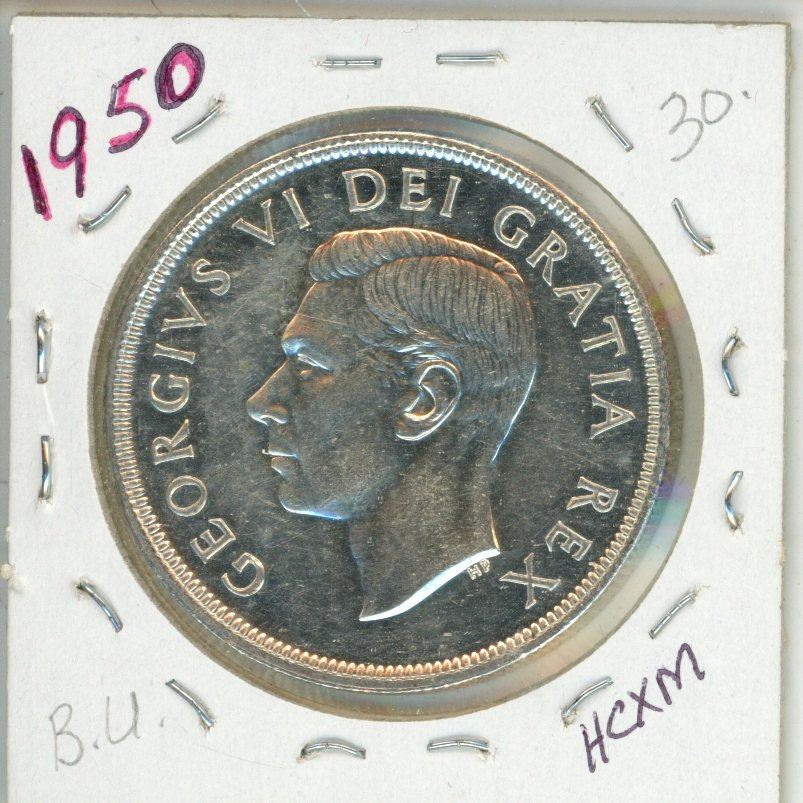 1950
30.
GEORGIVS VI DEI GRATIA REX
HP
B.U.
HCXM